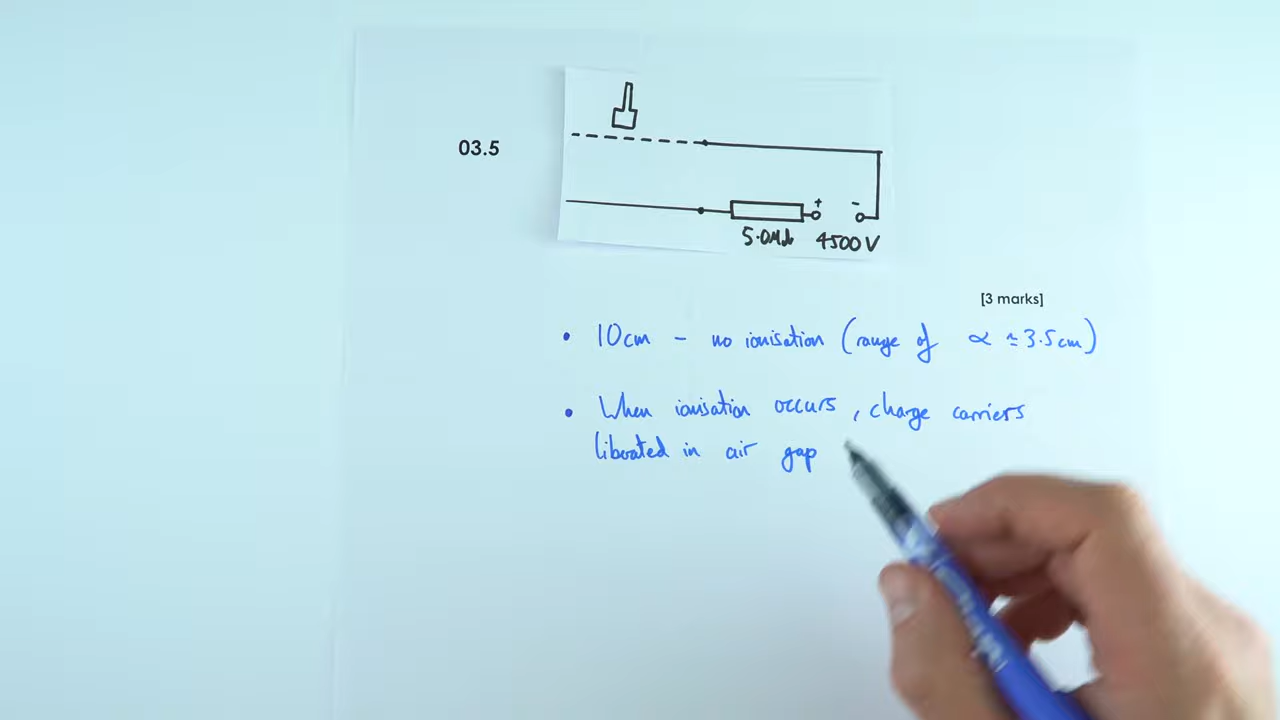 03.5
+ -
5.0MΩ 4500V
[3 marks]
• 10cm - no ionisation (range of α ≈ 3.5cm)
• When ionisation occurs, charge carriers
liberated in air gap